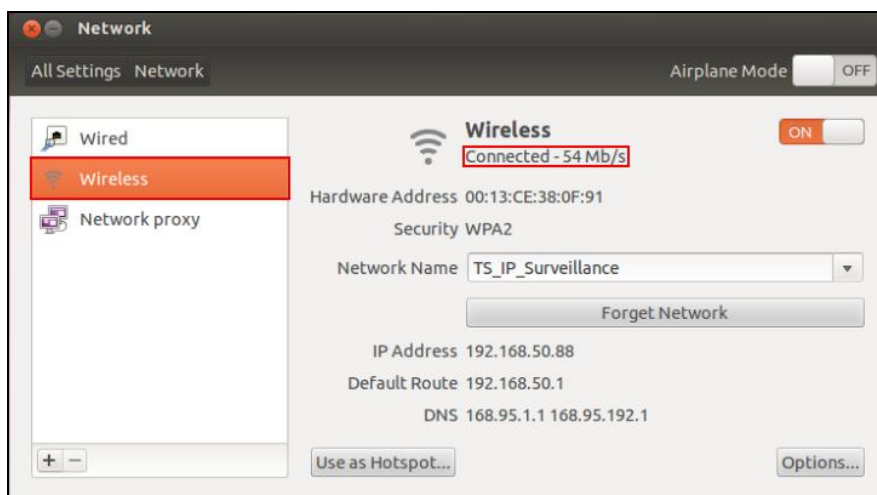 Network
All Settings Network
Airplane Mode OFF
Wired
Wireless
Network proxy
Wireless
Connected - 54 Mb/s
ON
Hardware Address 00:13:CE:38:0F:91
Security WPA2
Network Name TS_IP_Surveillance
Forget Network
IP Address 192.168.50.88
Default Route 192.168.50.1
DNS 168.95.1.1 168.95.192.1
+ −
Use as Hotspot...
Options...